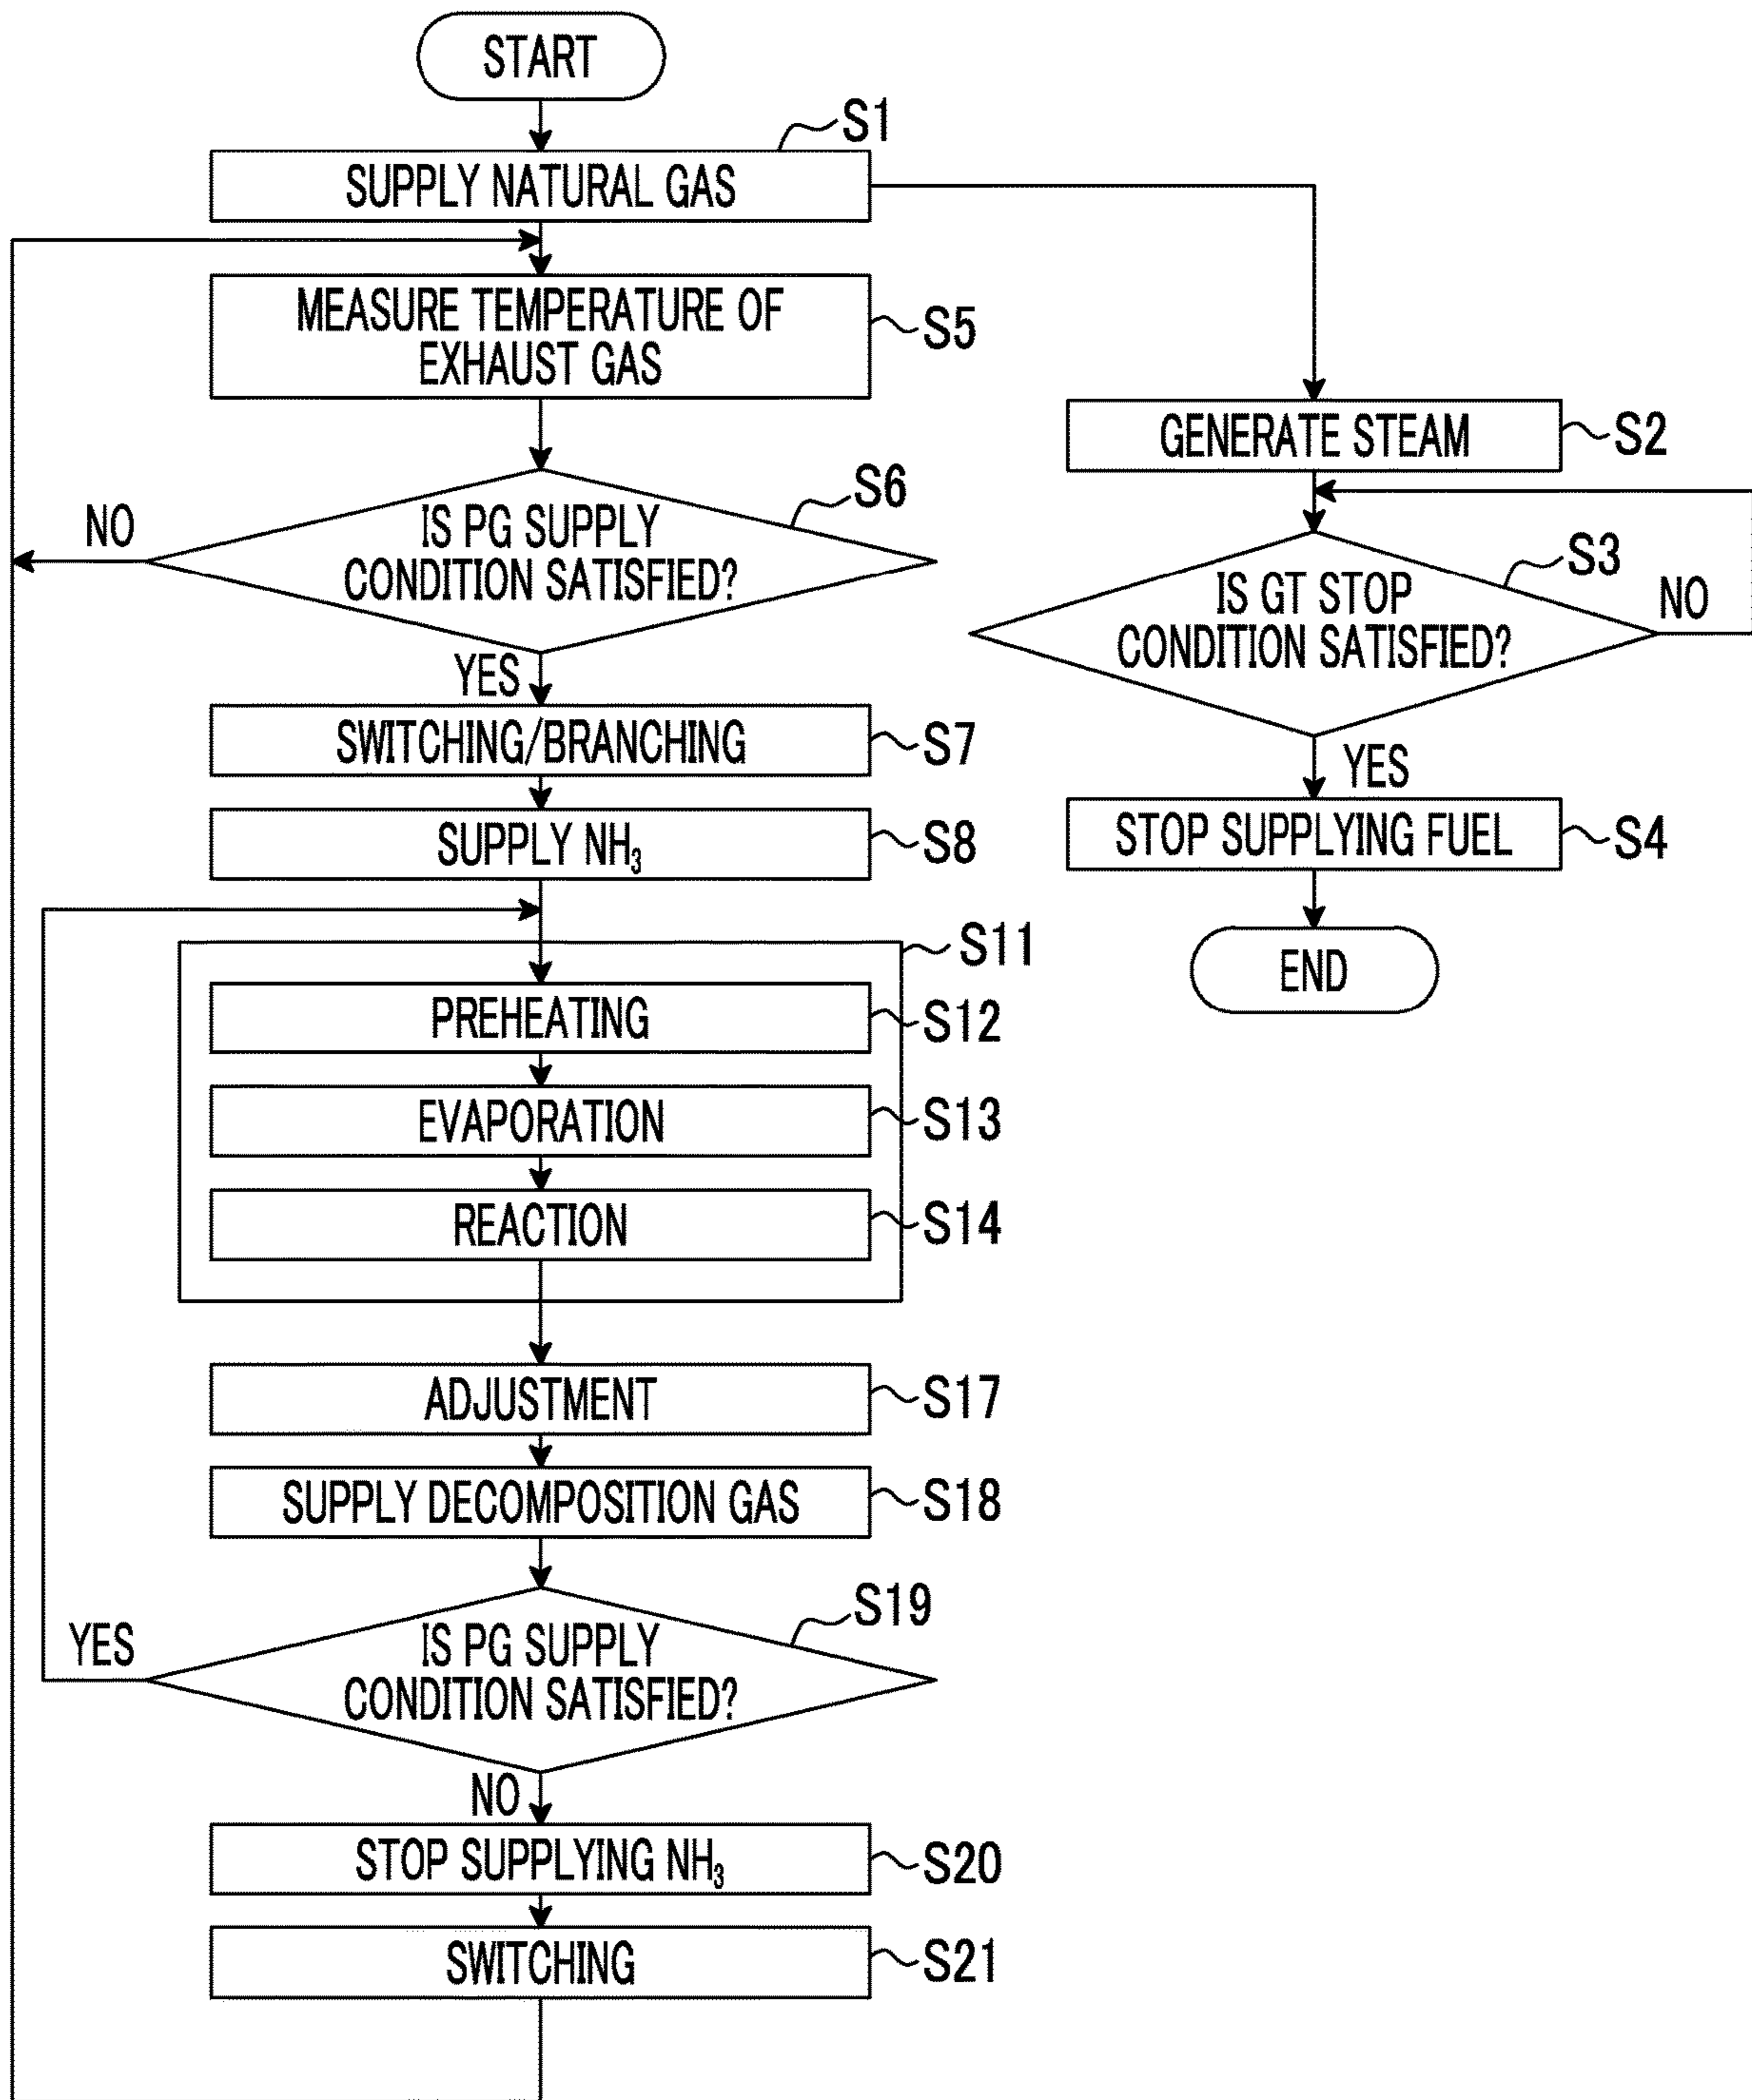 START
S1
SUPPLY NATURAL GAS
MEASURE TEMPERATURE OF
EXHAUST GAS
S5
GENERATE STEAM
S2
S6
IS PG SUPPLY
CONDITION SATISFIED?
NO
S3
IS GT STOP
CONDITION SATISFIED?
NO
YES
SWITCHING/BRANCHING
S7
YES
SUPPLY NH₃
S8
STOP SUPPLYING FUEL
S4
S11
END
PREHEATING
S12
EVAPORATION
S13
REACTION
S14
ADJUSTMENT
S17
SUPPLY DECOMPOSITION GAS
S18
S19
YES
IS PG SUPPLY
CONDITION SATISFIED?
NO
STOP SUPPLYING NH₃
S20
SWITCHING
S21